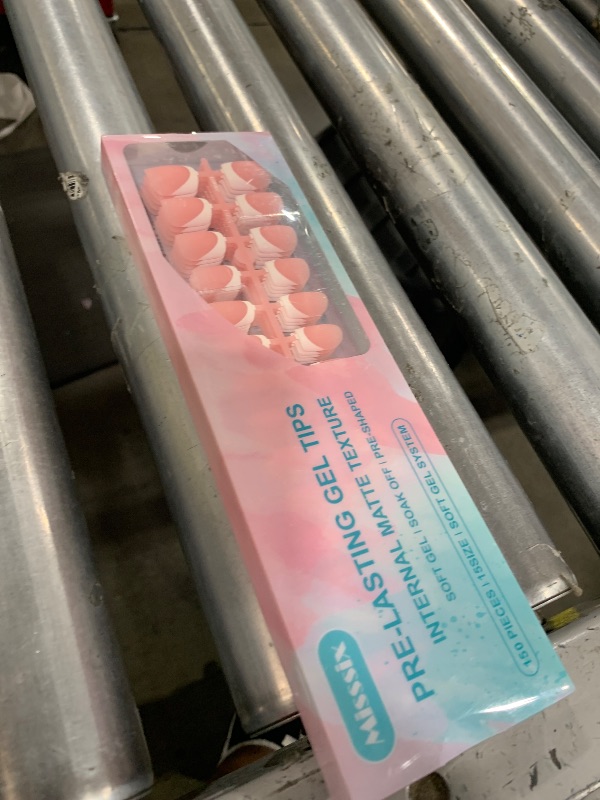 Misssix
PRE-LASTING GEL TIPS
INTERNAL MATTE TEXTURE
SOFT GEL | SOAK OFF | PRE-SHAPED
150 PIECES | 15SIZE | SOFT GEL SYSTEM